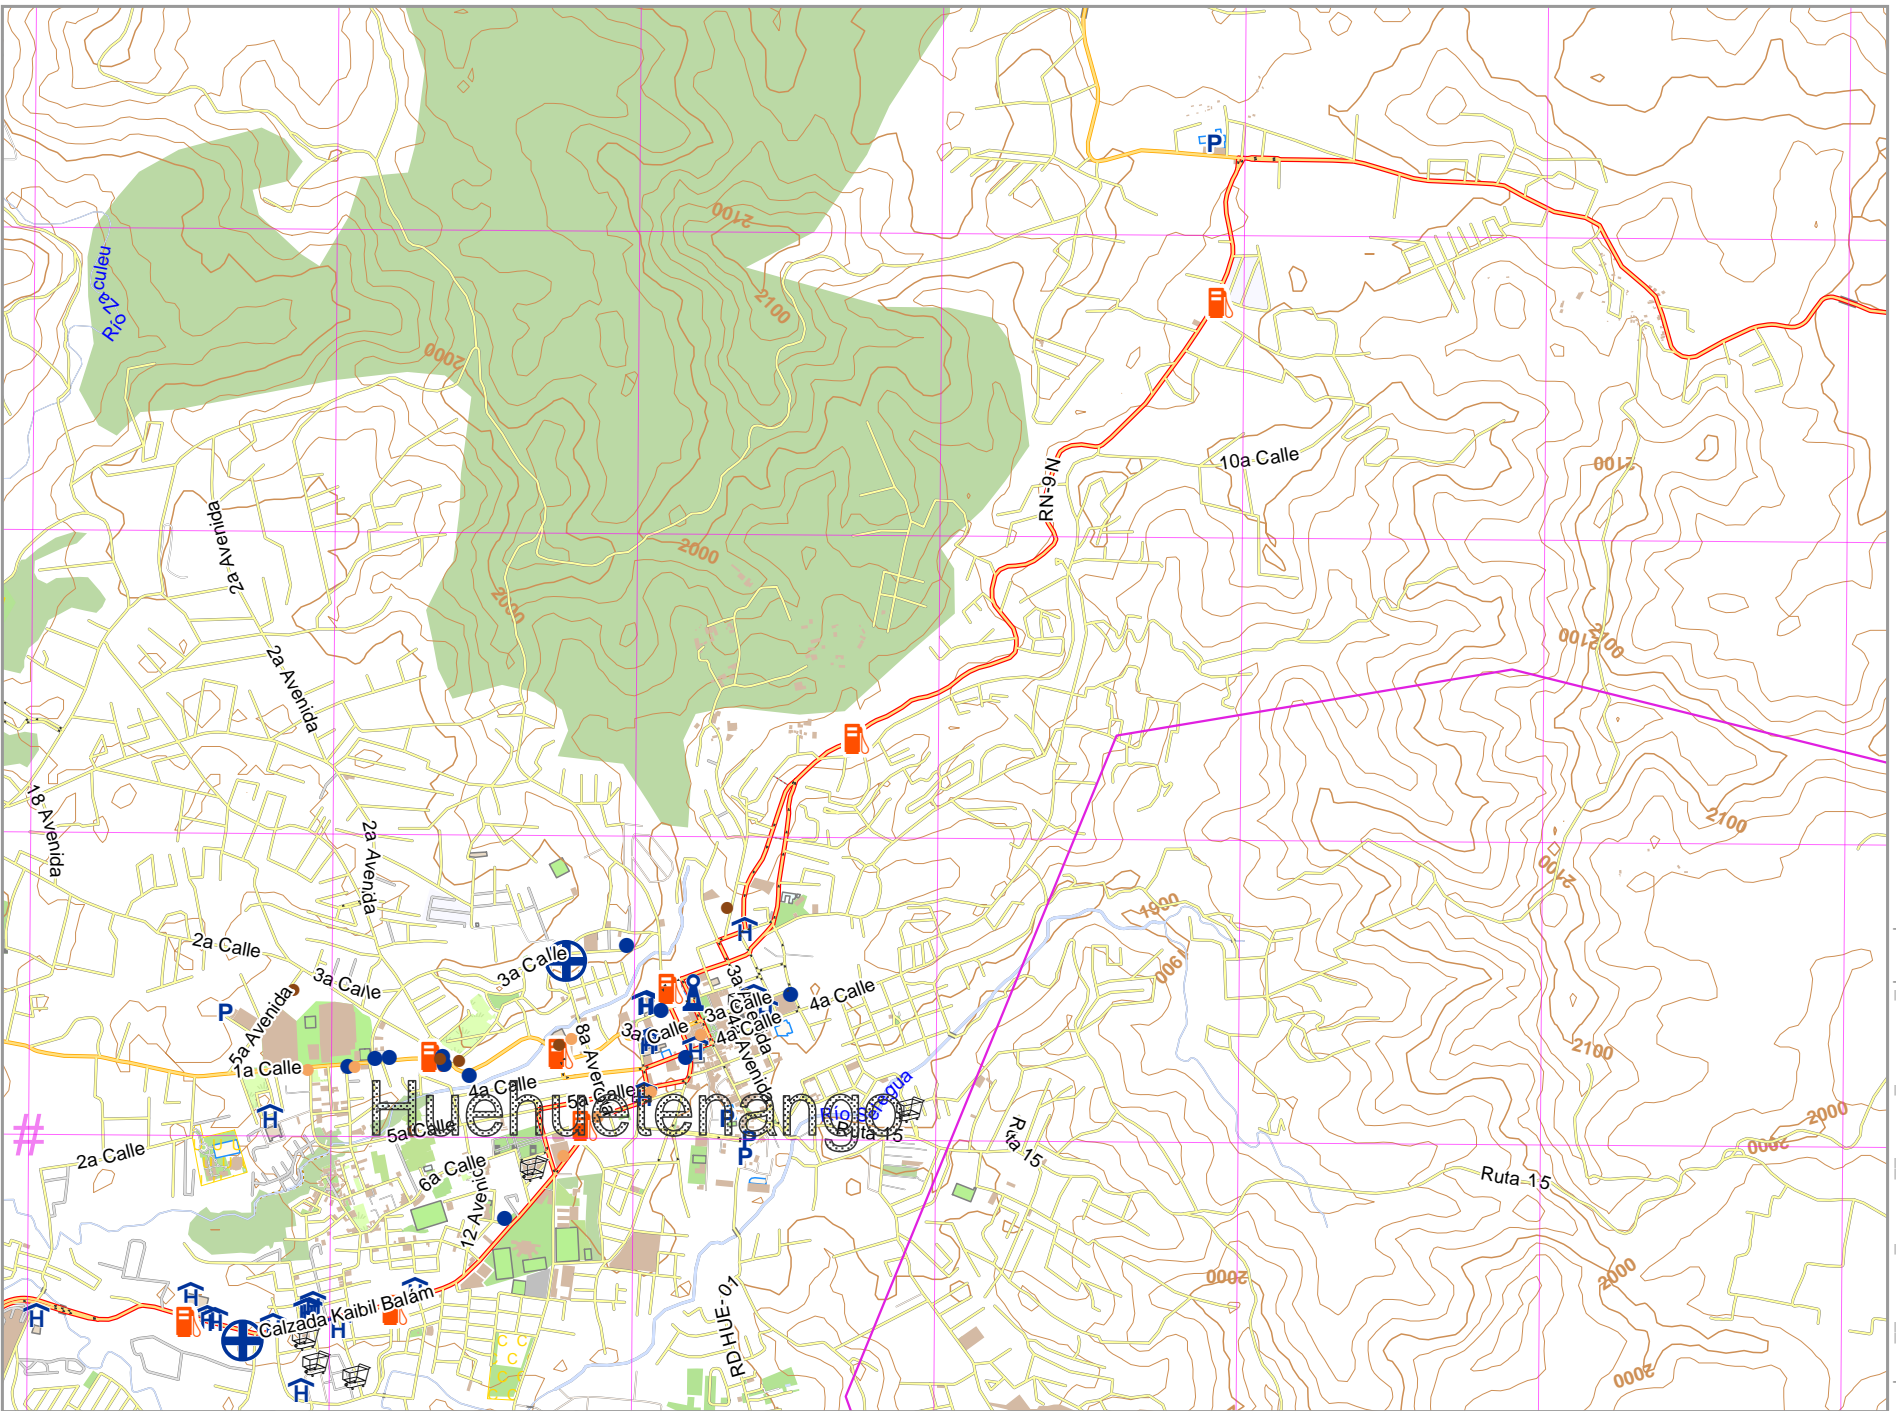 P
2100
Río Zaculeu
2100
2000
10a Calle
RN-9N
2100
2a Avenida
2000
2000
2100
2100
2a Avenida
18 Avenida
2100
2a Avenida
2100
1900
2a Calle
3a Calle
3a Calle
H
1900
P
5a Avenida
H
3a Calle
4a Calle
3a Calle
4a Calle
8a Avenida
H
2100
1a Calle
4a Calle
5a Calle
H
Avenida
Huehuetenango
Río Selegua
H
P
P
P
5a Calle
Ruta 15
Ruta 15
2000
2000
#
2a Calle
6a Calle
Ruta 15
12 Avenida
2000
2000
H
H
H
H
H
Calzada Kaibil Balám
RD HUE-01
C C
C
H
2000